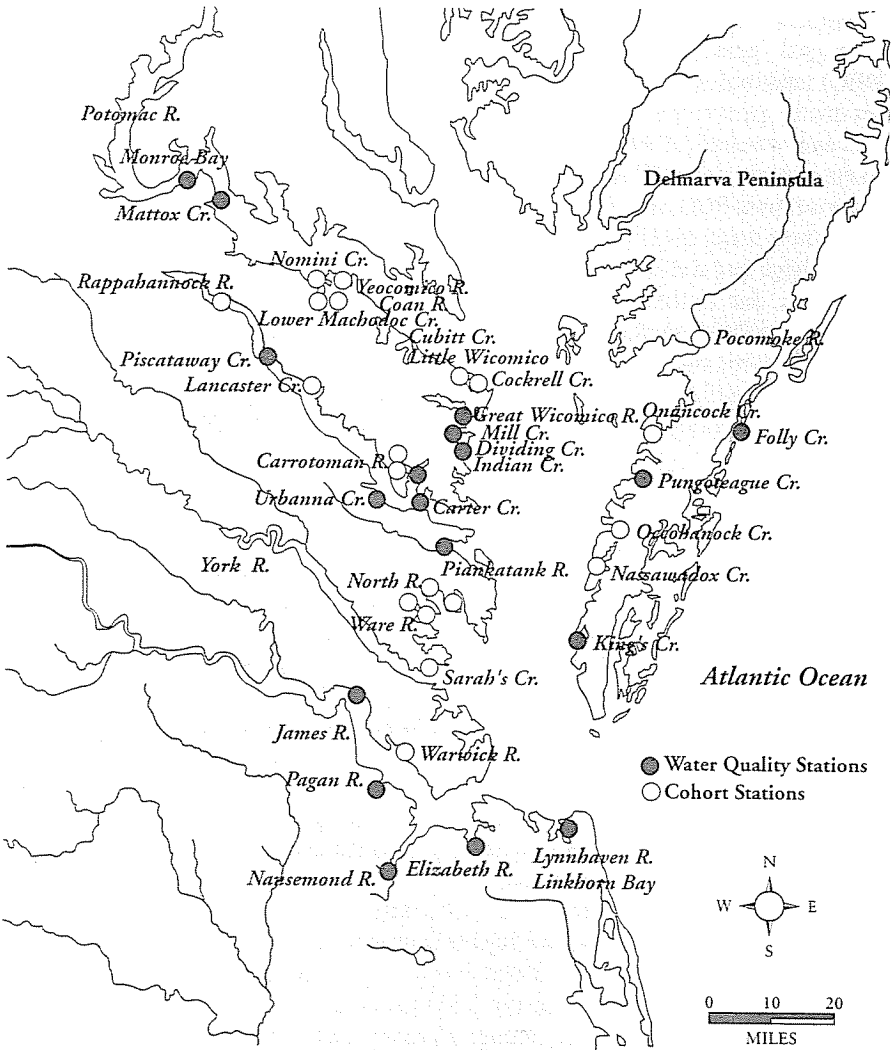 Potomac R.
Monroe Bay
Delmarva Peninsula
Mattox Cr.
Nomini Cr.
Rappahannock R.
Yeocomico R.
Coan R.
Lower Machodoc Cr.
Cubitt Cr.
Pocomoke R.
Little Wicomico
Piscataway Cr.
Lancaster Cr.
Cockrell Cr.
Onancock Cr.
Great Wicomico R.
Mill Cr.
Folly Cr.
Dividing Cr.
Carrotoman R.
Indian Cr.
Pungoteague Cr.
Urbanna Cr.
Carter Cr.
Occohanock Cr.
York R.
Piankatank R.
Nassawadox Cr.
North R.
Ware R.
King's Cr.
Sarah's Cr.
Atlantic Ocean
James R.
Warwick R.
Water Quality Stations
Pagan R.
Cohort Stations
Nansemond R.
Elizabeth R.
Lynnhaven R.
Linkhorn Bay
N
W E
S
0 10 20
MILES